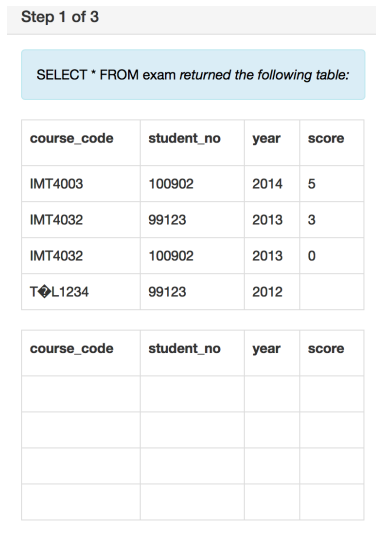 Step 1 of 3
SELECT * FROM exam returned the following table:
course_code student_no year score
IMT4003 100902 2014 5
IMT4032 99123 2013 3
IMT4032 100902 2013 0
T�L1234 99123 2012
course_code student_no year score